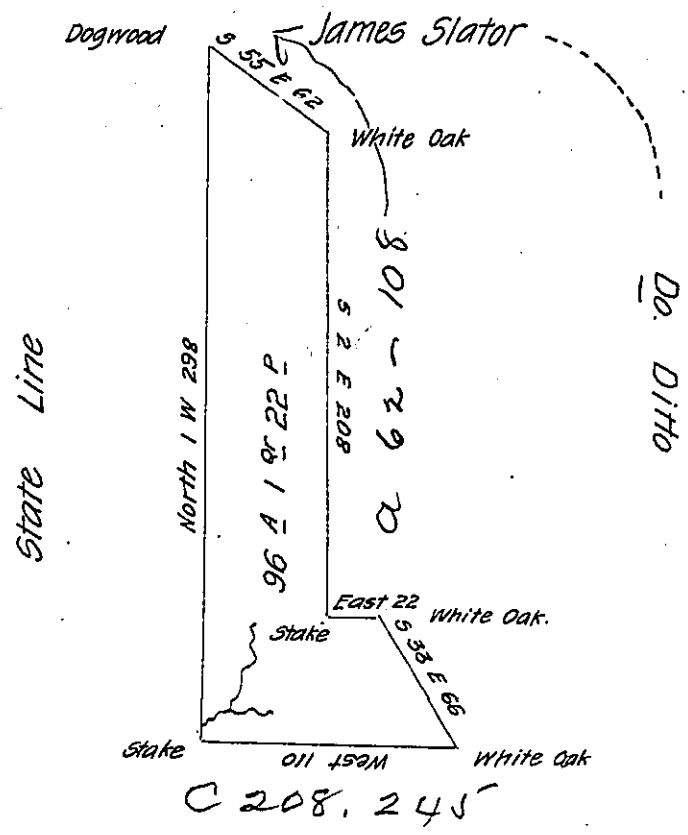 Dogwood
James Slator
S 55 E 62
White Oak
Do. Ditto
State Line
North 1 W 298
96 A 1 Qr 22 P
S 2 E 208
a 62 - 108
East 22
White Oak.
Stake
S 33 E 66
Stake
West 110
White Oak
C 208. 245